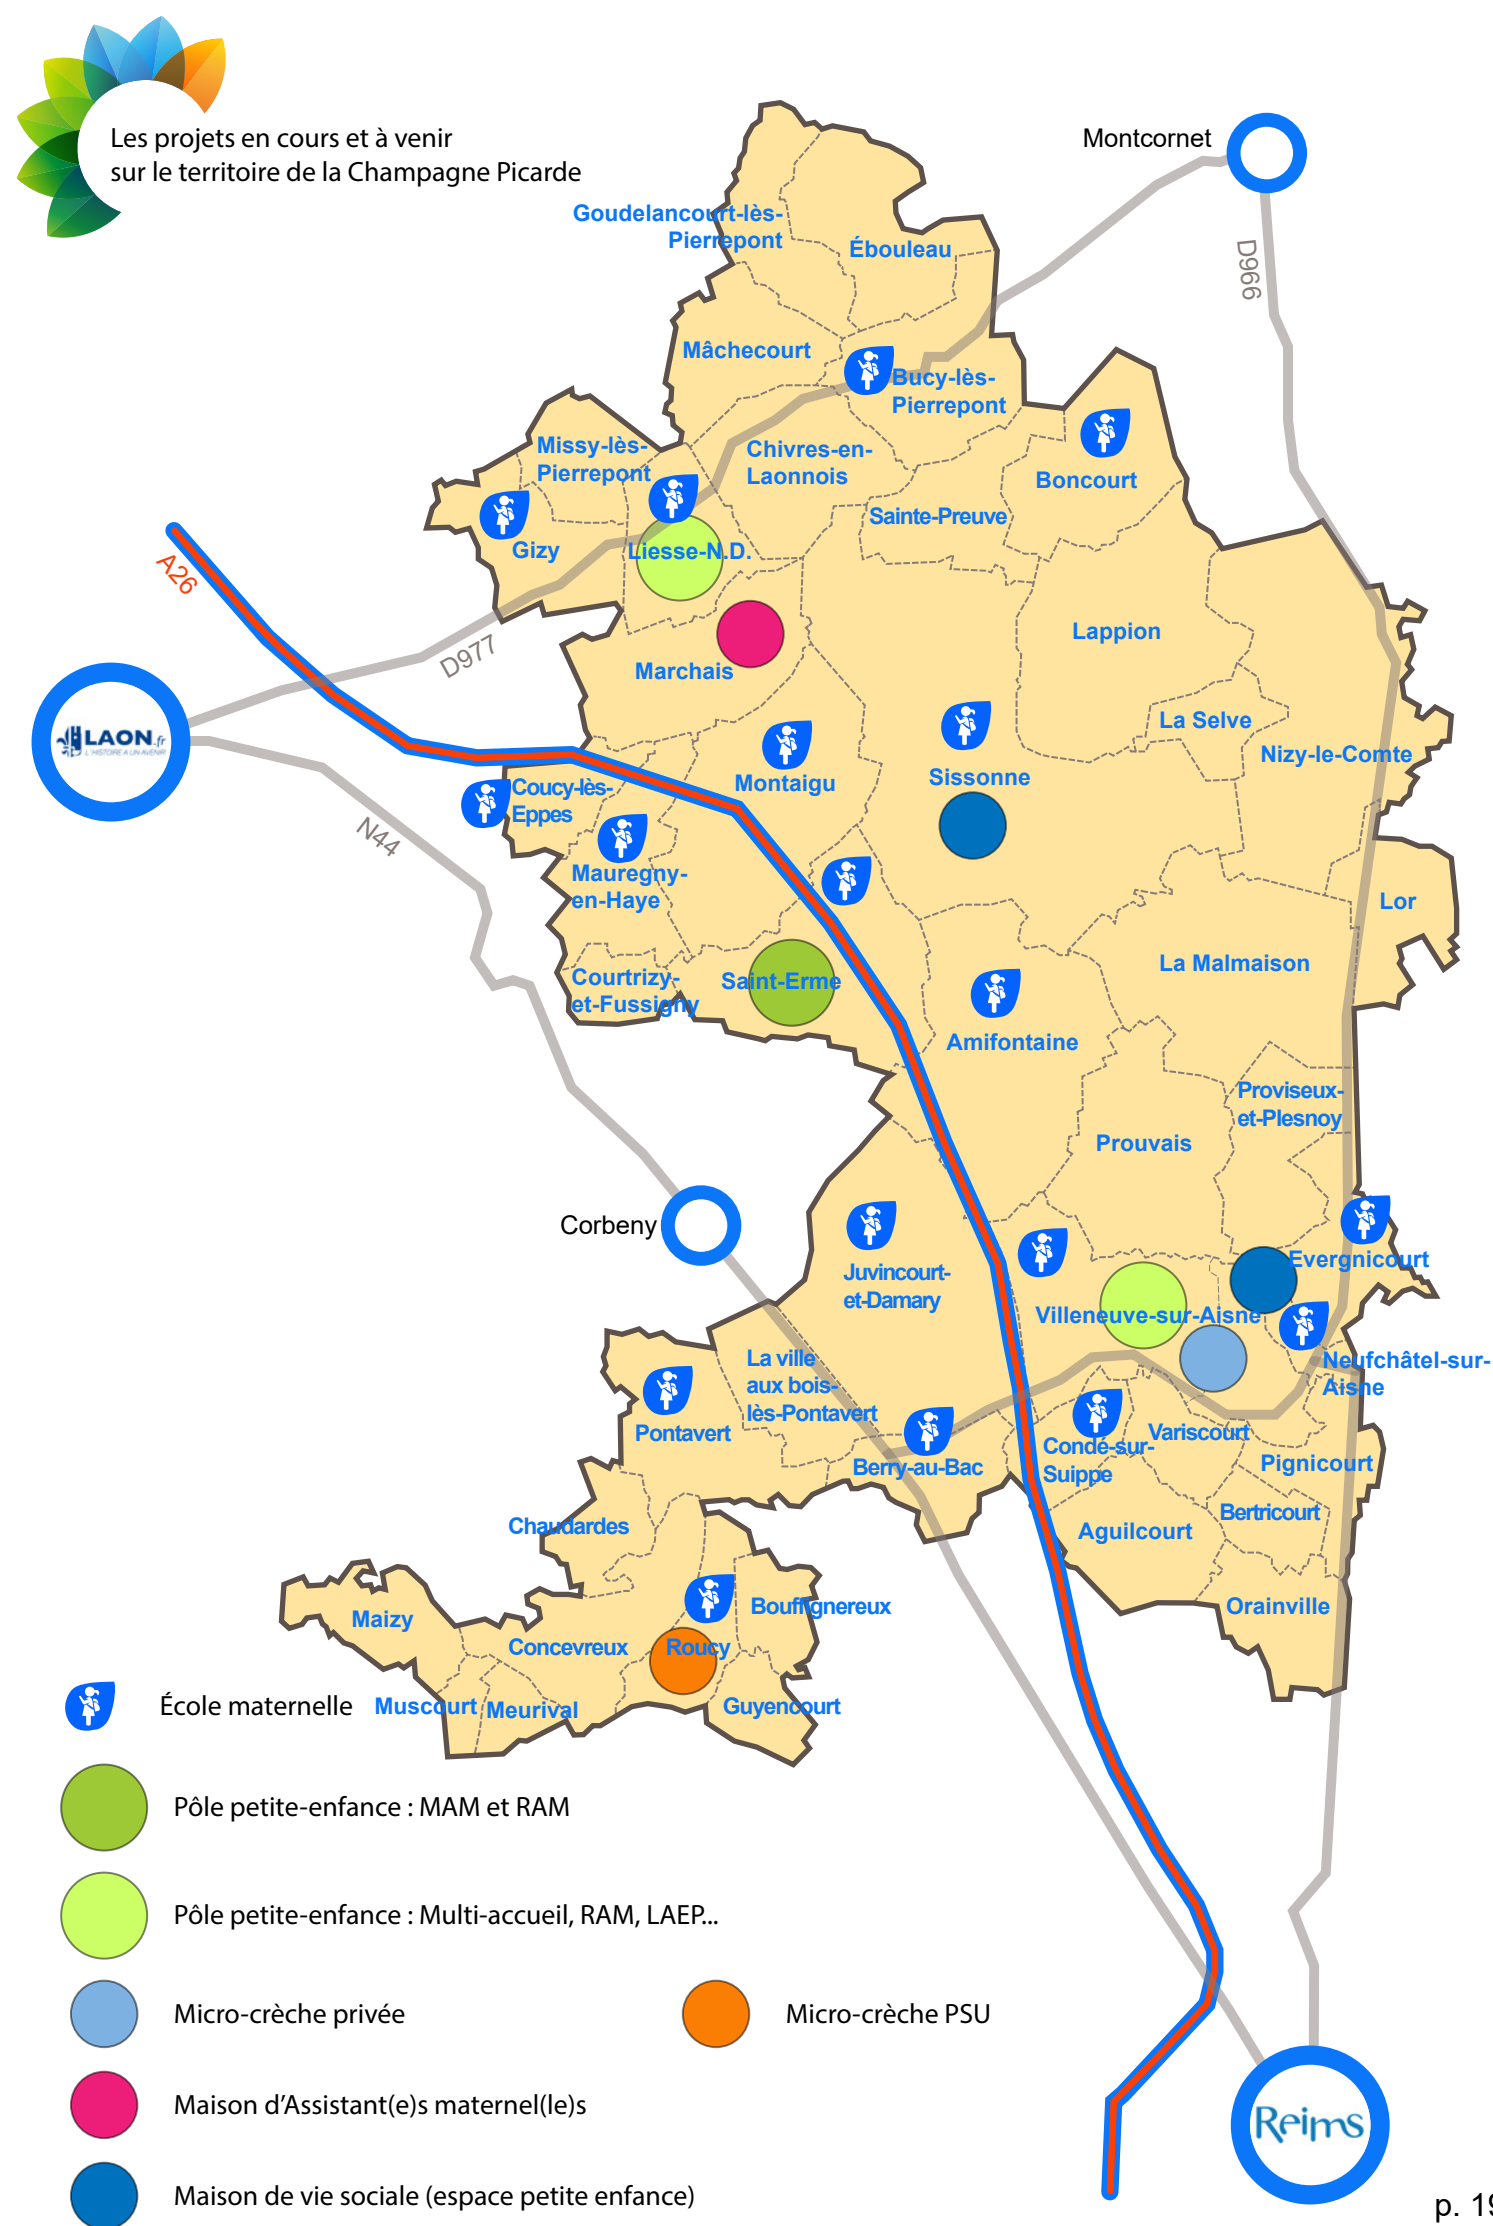 Les projets en cours et à venir
sur le territoire de la Champagne Picarde
Montcornet
D966
Goudelancourt-lès-
Pierrepont
Ébouleau
Mâchecourt
Bucy-lès-
Pierrepont
Missy-lès-
Pierrepont
Chivres-en-
Laonnois
Boncourt
Sainte-Preuve
Gizy
Liesse-N.D.
A26
Lappion
D977
Marchais
La Selve
LAON.fr
L'HISTOIRE A UN AVENIR
Nizy-le-Comte
Montaigu
Sissonne
Coucy-lès-
Eppes
N44
Mauregny-
en-Haye
Lor
La Malmaison
Courtrizy-
et-Fussigny
Saint-Erme
Amifontaine
Proviseux-
et-Plesnoy
Prouvais
Corbeny
Evergnicourt
Juvincourt-
et-Damary
Villeneuve-sur-Aisne
La ville
aux bois-
lès-Pontavert
Neufchâtel-sur-
Aisne
Pontavert
Variscourt
Condé-sur-
Suippe
Berry-au-Bac
Pignicourt
Bertricourt
Chaudardes
Aguilcourt
Bouffignereux
Orainville
Maizy
Concevreux
Roucy
Muscourt
Meurival
Guyencourt
École maternelle
Pôle petite-enfance : MAM et RAM
Pôle petite-enfance : Multi-accueil, RAM, LAEP...
Micro-crèche privée
Micro-crèche PSU
Maison d'Assistant(e)s maternel(le)s
Reims
Maison de vie sociale (espace petite enfance)
p. 19